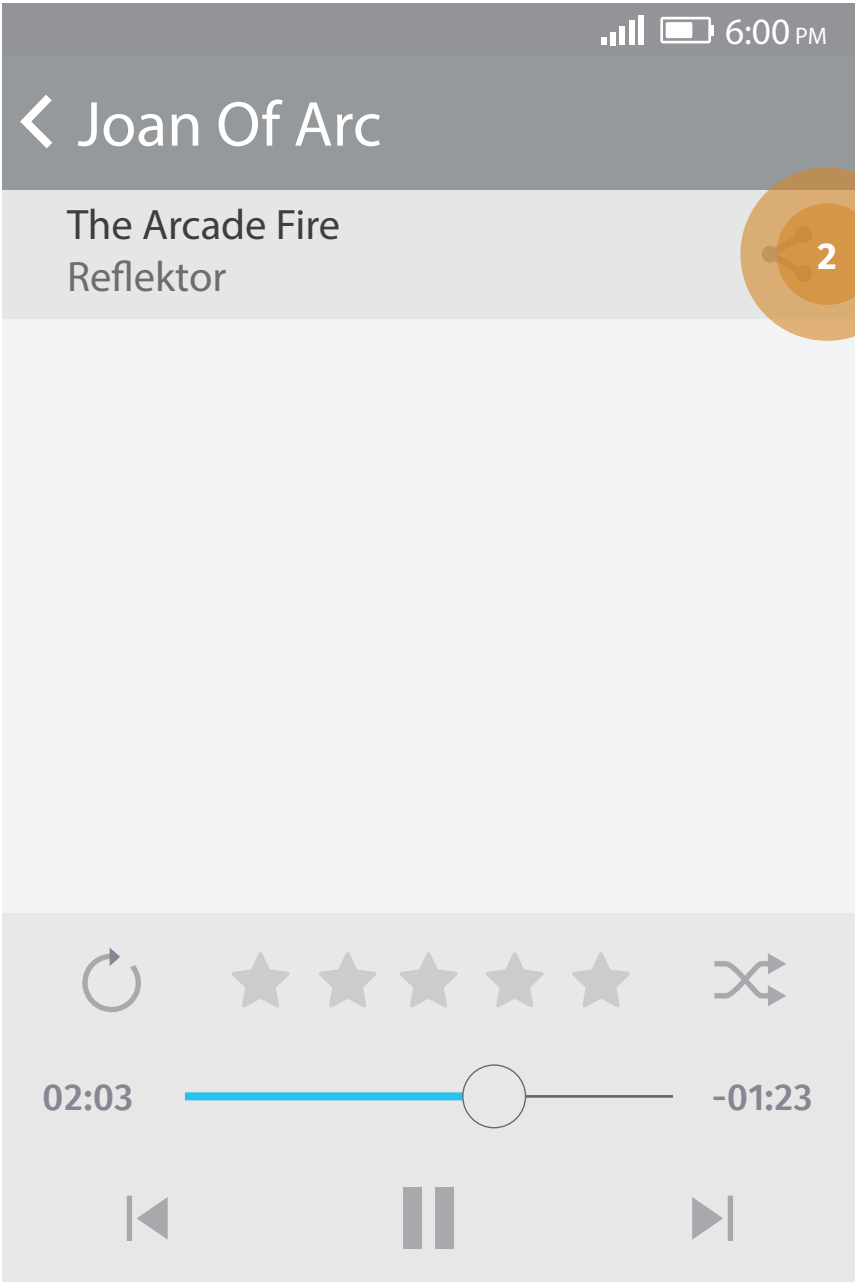 6:00 PM
Joan Of Arc
The Arcade Fire
Reflektor
2
02:03
-01:23